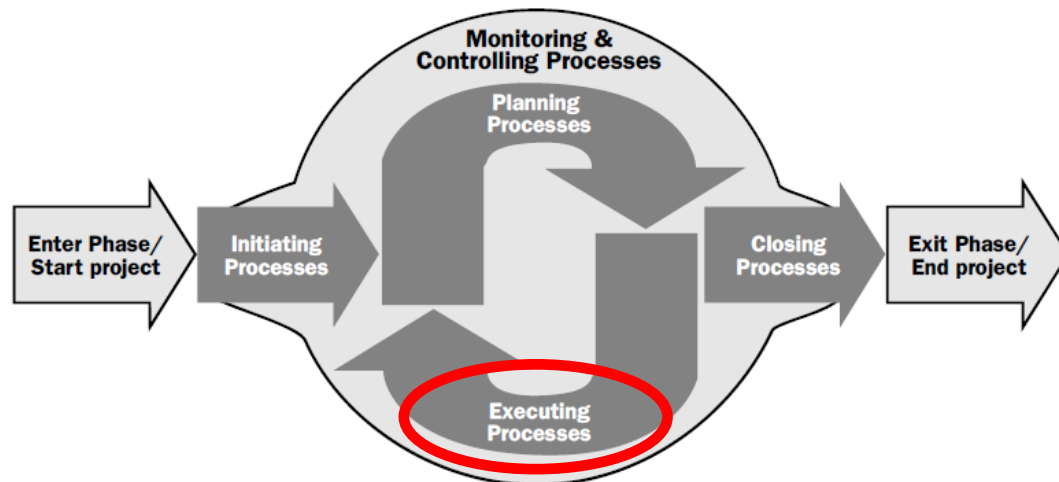 Monitoring &
Controlling Processes
Planning
Processes
Enter Phase/
Start project
Initiating
Processes
Closing
Processes
Exit Phase/
End project
Executing
Processes